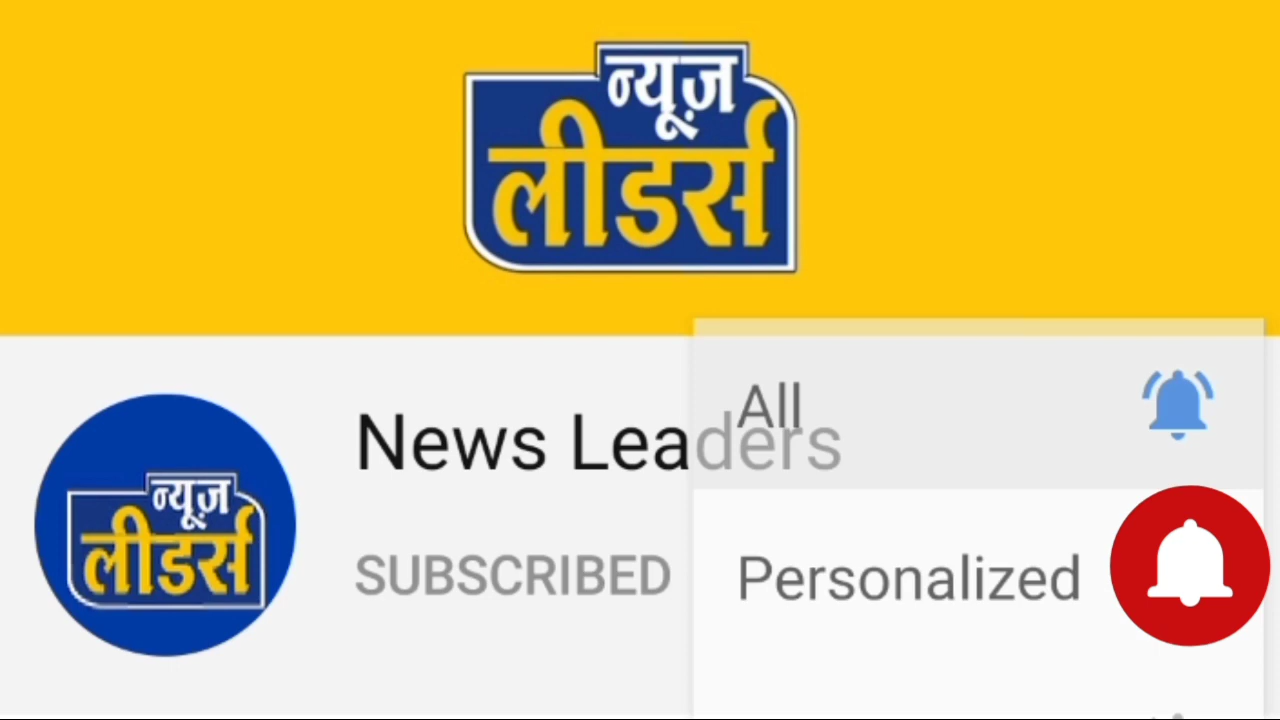 न्यूज़
लीडर्स
All
News Leaders
न्यूज़
लीडर्स
SUBSCRIBED
Personalized